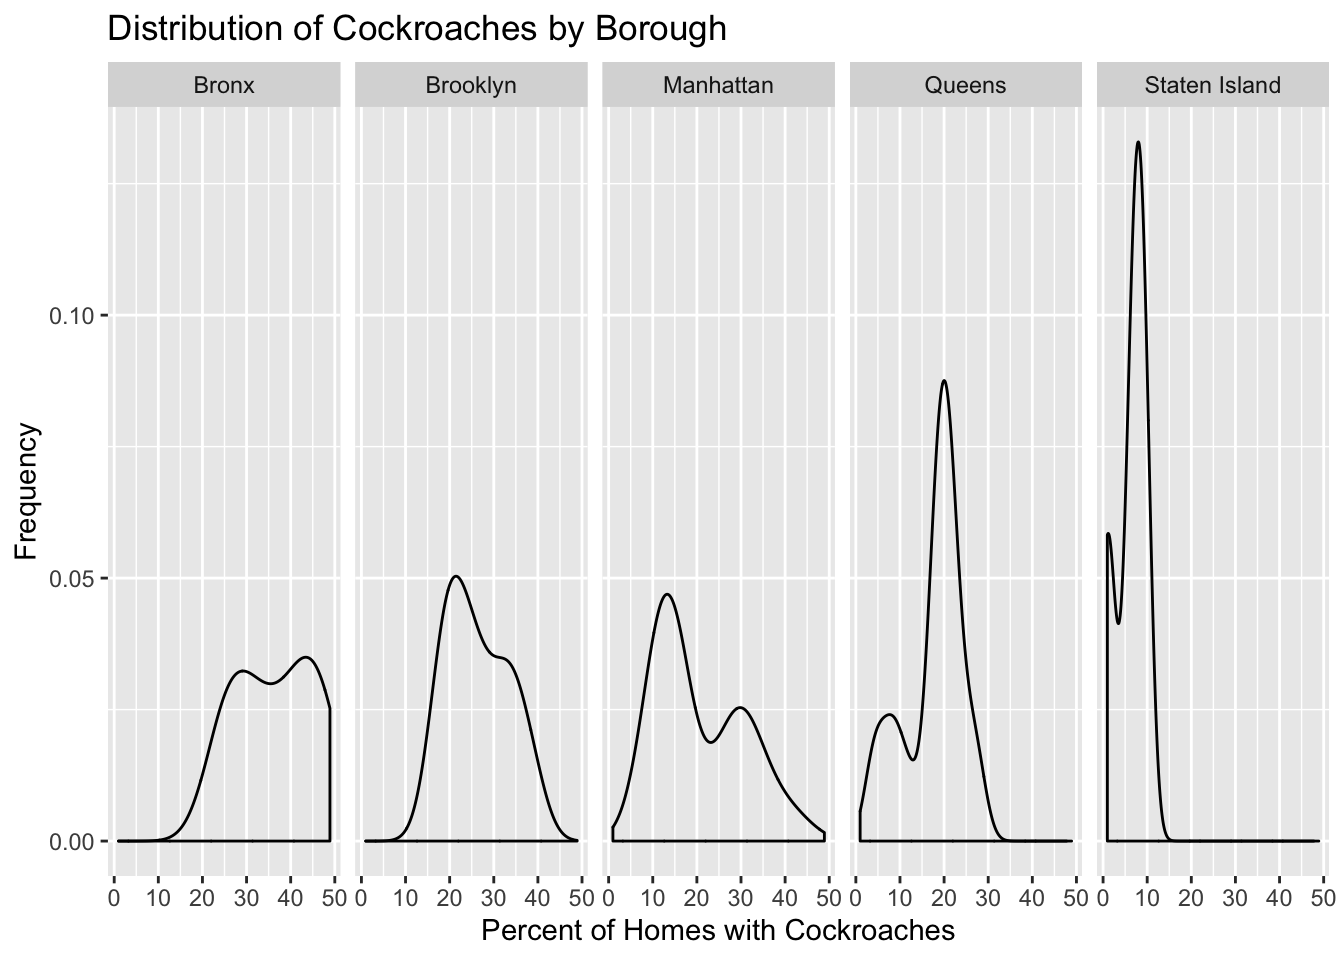 Distribution of Cockroaches by Borough
Bronx Brooklyn Manhattan Queens Staten Island
0.10
0.05
0.00
Frequency
0 10 20 30 40 50 0 10 20 30 40 50 0 10 20 30 40 50 0 10 20 30 40 50 0 10 20 30 40 50
Percent of Homes with Cockroaches